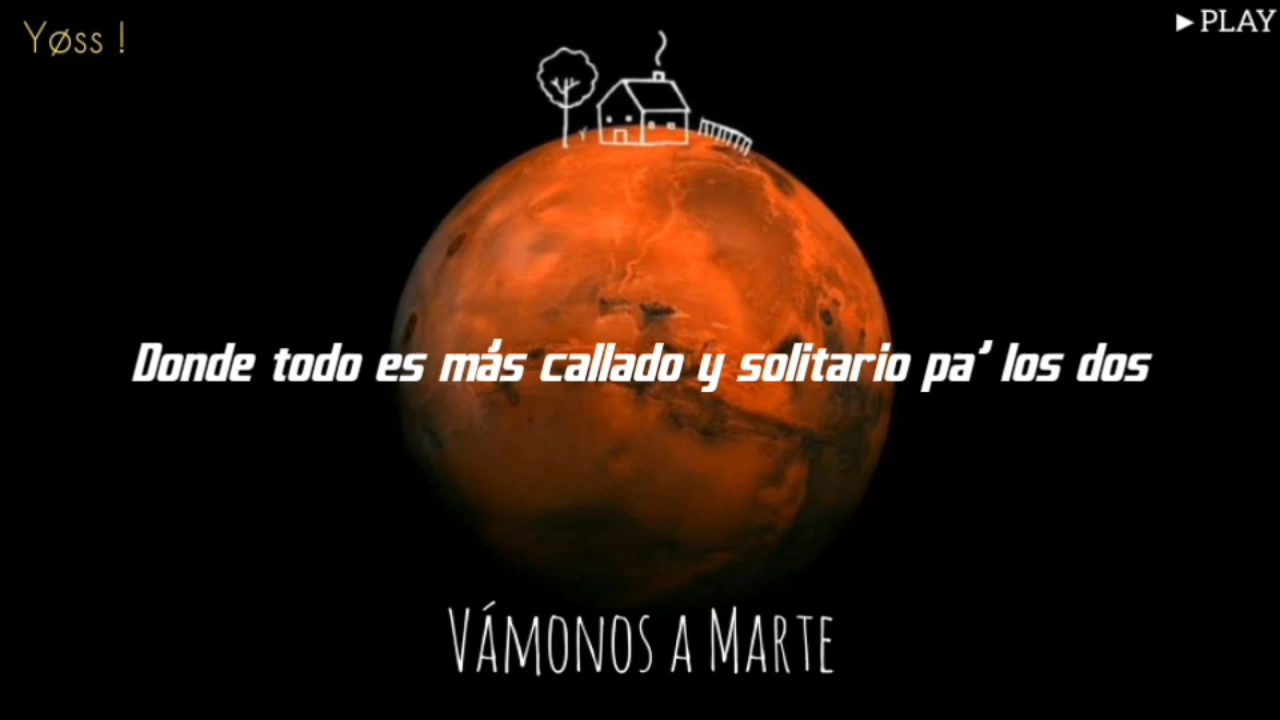 Yøss !
►PLAY
Donde todo es más callado y solitario pa' los dos
VÁMONOS A MARTE